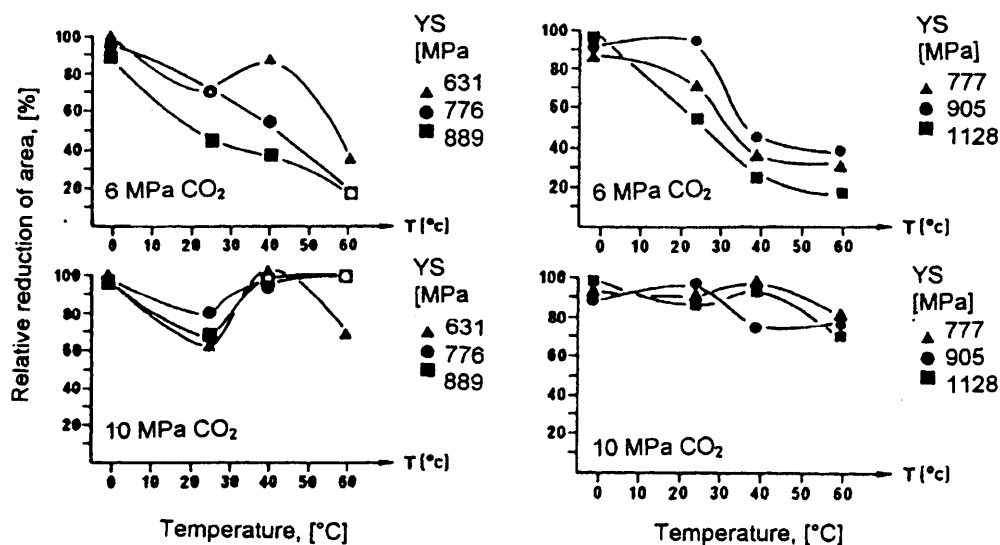 Relative reduction of area, [%]
100
80
60
40
20
6 MPa CO₂
0 10 20 30 40 50 60
T [°c]
YS
[MPa
▲ 631
● 776
■ 889
100
80
60
40
20
6 MPa CO₂
0 10 20 30 40 50 60
T [°c]
YS
[MPa]
▲ 777
● 905
■ 1128
100
80
60
40
20
10 MPa CO₂
0 10 20 30 40 50 60
T [°c]
YS
[MPa
▲ 631
● 776
■ 889
Temperature, [°C]
100
80
60
40
20
10 MPa CO₂
0 10 20 30 40 50 60
T [°c]
YS
[MPa]
▲ 777
● 905
■ 1128
Temperature, [°C]